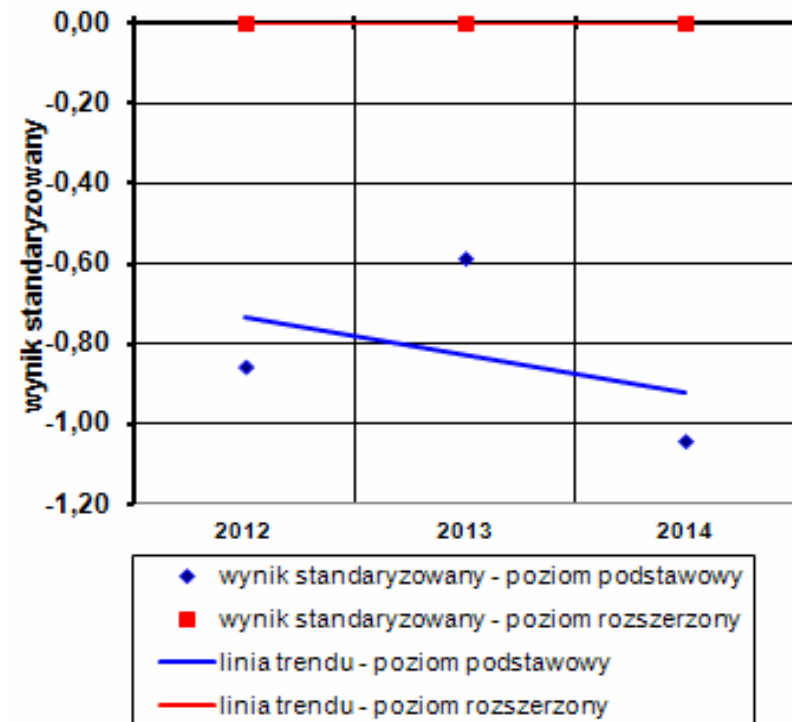 0,00
-0,20
-0,40
-0,60
-0,80
-1,00
-1,20
wynik standaryzowany
2012 2013 2014
wynik standaryzowany - poziom podstawowy
wynik standaryzowany - poziom rozszerzony
linia trendu - poziom podstawowy
linia trendu - poziom rozszerzony